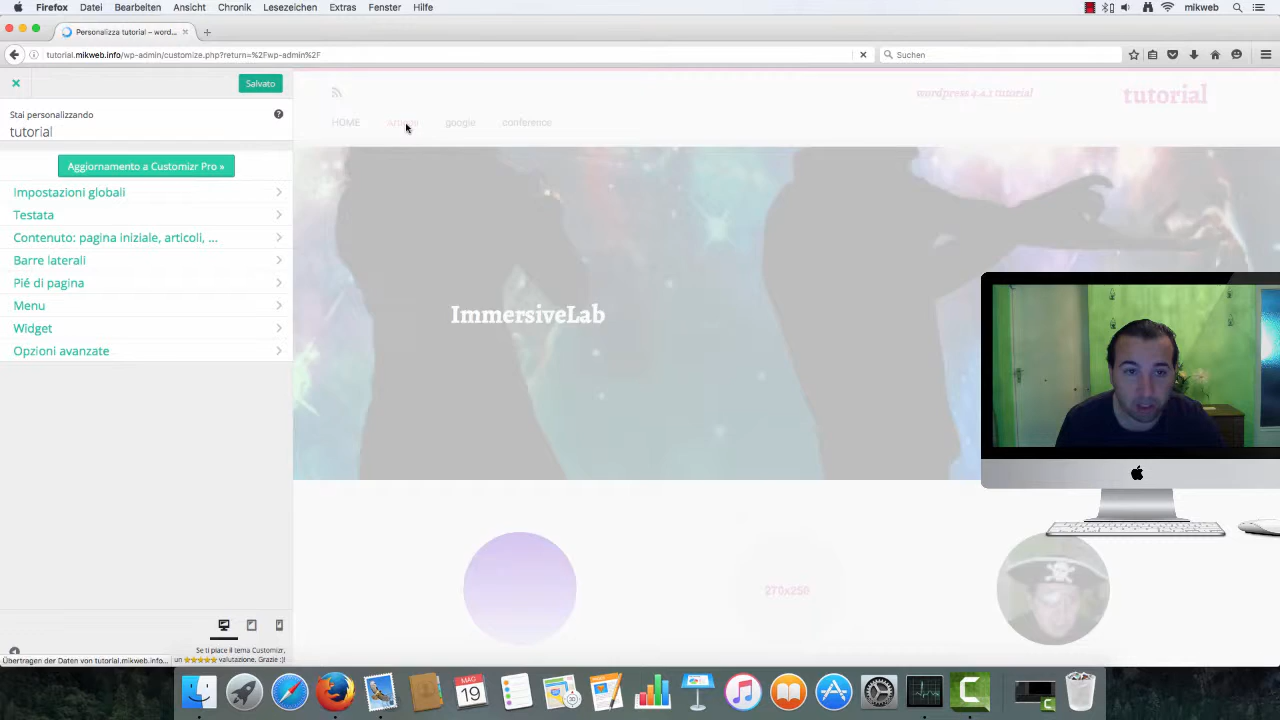 Firefox Datei Bearbeiten Ansicht Chronik Lesezeichen Extras Fenster Hilfe mikweb
Personalizza tutorial – word...
tutorial.mikweb.info/wp-admin/customize.php?return=%2Fwp-admin%2F
Suchen
Salvato
Stai personalizzando
tutorial
Aggiornamento a Customizr Pro »
Impostazioni globali
Testata
Contenuto: pagina iniziale, articoli, ...
Barre laterali
Pié di pagina
Menu
Widget
Opzioni avanzate
Se ti piace il tema Customizr,
un valutazione. Grazie :)!
Übertragen der Daten von tutorial.mikweb.info...
wordpress 4.4.1 tutorial
tutorial
HOME google conference
ImmersiveLab
270x250
MAG
19